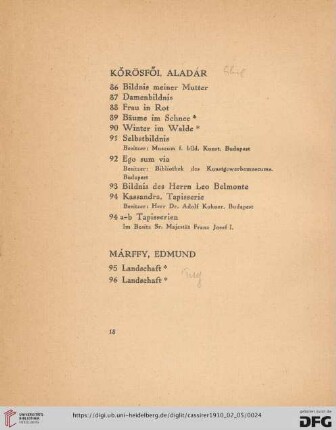 KŐRÖSFŐI, ALADÁR
86 Bildnis meiner Mutter
87 Damenbildnis
88 Frau in Rot
89 Bäume im Schnee *
90 Winter im Walde *
91 Selbstbildnis
Besitzer: Museum f. bild. Kunst, Budapest
92 Ego sum via
Besitzer: Bibliothek des Kunstgewerbemuseums,
Budapest
93 Bildnis des Herrn Leo Belmonte
94 Kassandra, Tapisserie
Besitzer: Herr Dr. Adolf Kohner, Budapest
94 a-b Tapisserien
Im Besitz Sr. Majestät Franz Josef I.
MÁRFFY, EDMUND
95 Landschaft *
96 Landschaft *
18
UNIVERSITÄTS-
BIBLIOTHEK
HEIDELBERG
https://digi.ub.uni-heidelberg.de/diglit/cassirer1910_02_05/0024
gefördert durch die
DFG